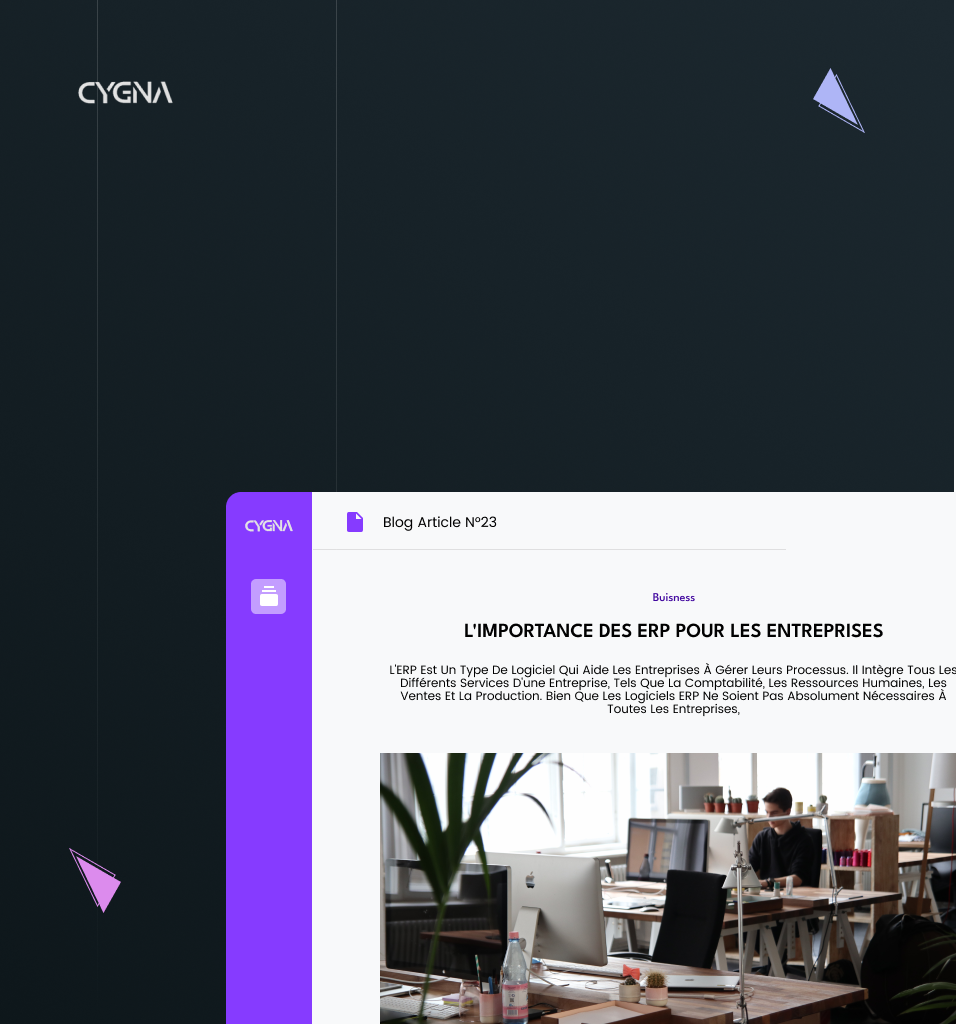 CYGNA
CYGNA
Blog Article N°23
Buisness
L'IMPORTANCE DES ERP POUR LES ENTREPRISES
L'ERP Est Un Type De Logiciel Qui Aide Les Entreprises À Gérer Leurs Processus. Il Intègre Tous Les
Différents Services D'une Entreprise, Tels Que La Comptabilité, Les Ressources Humaines, Les
Ventes Et La Production. Bien Que Les Logiciels ERP Ne Soient Pas Absolument Nécessaires À
Toutes Les Entreprises,